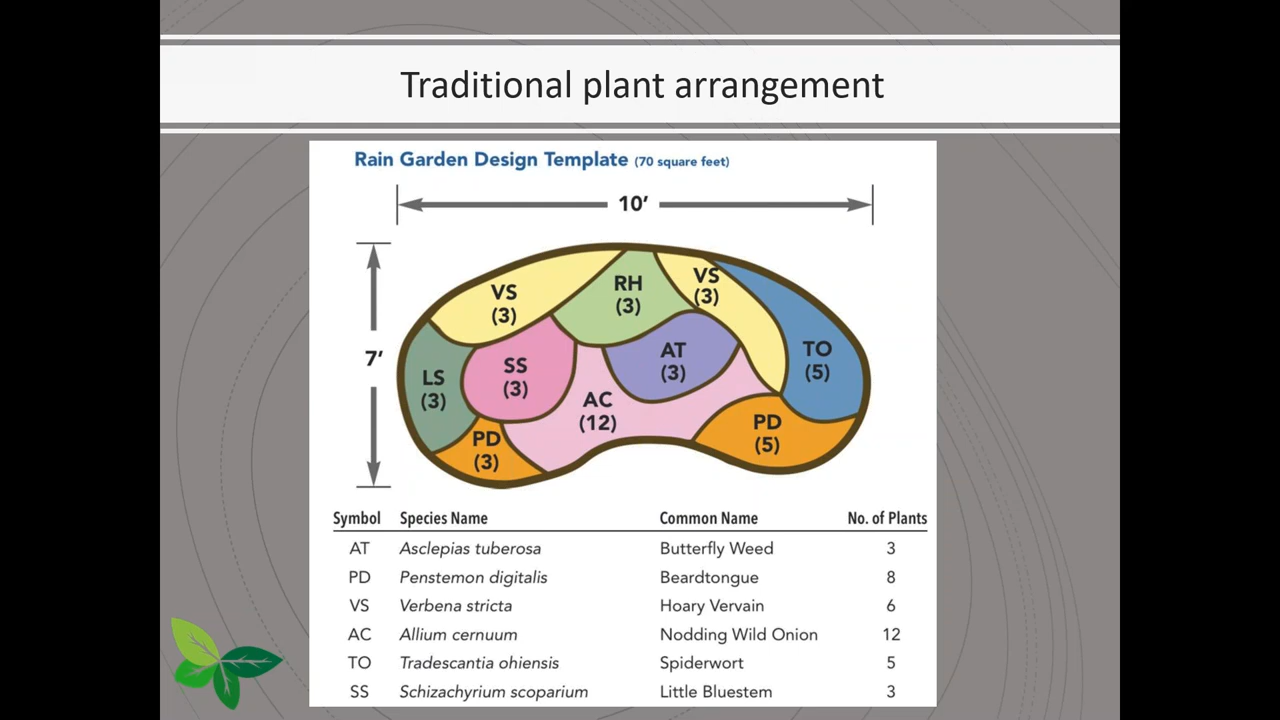 Traditional plant arrangement
Rain Garden Design Template (70 square feet)
10′
7′
VS
(3)
RH
(3)
VS
(3)
TO
(5)
LS
(3)
SS
(3)
AT
(3)
AC
(12)
PD
(3)
PD
(5)
Symbol Species Name Common Name No. of Plants
AT Asclepias tuberosa Butterfly Weed 3
PD Penstemon digitalis Beardtongue 8
VS Verbena stricta Hoary Vervain 6
AC Allium cernuum Nodding Wild Onion 12
TO Tradescantia ohiensis Spiderwort 5
SS Schizachyrium scoparium Little Bluestem 3